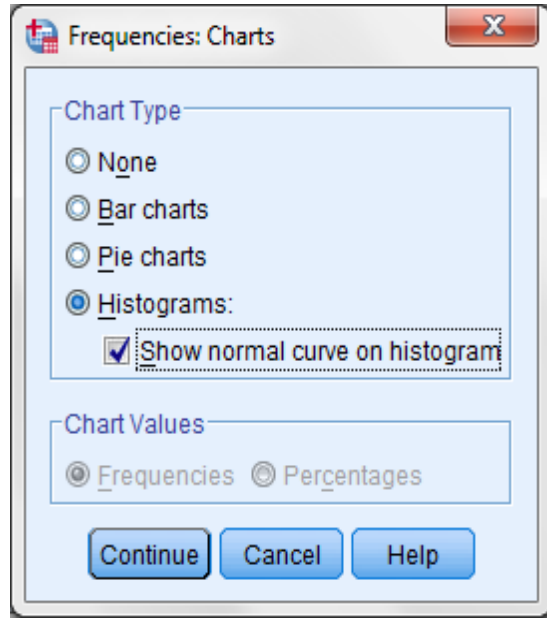 Frequencies: Charts
Chart Type
None
Bar charts
Pie charts
Histograms:
Show normal curve on histogram
Chart Values
Frequencies Percentages
Continue Cancel Help